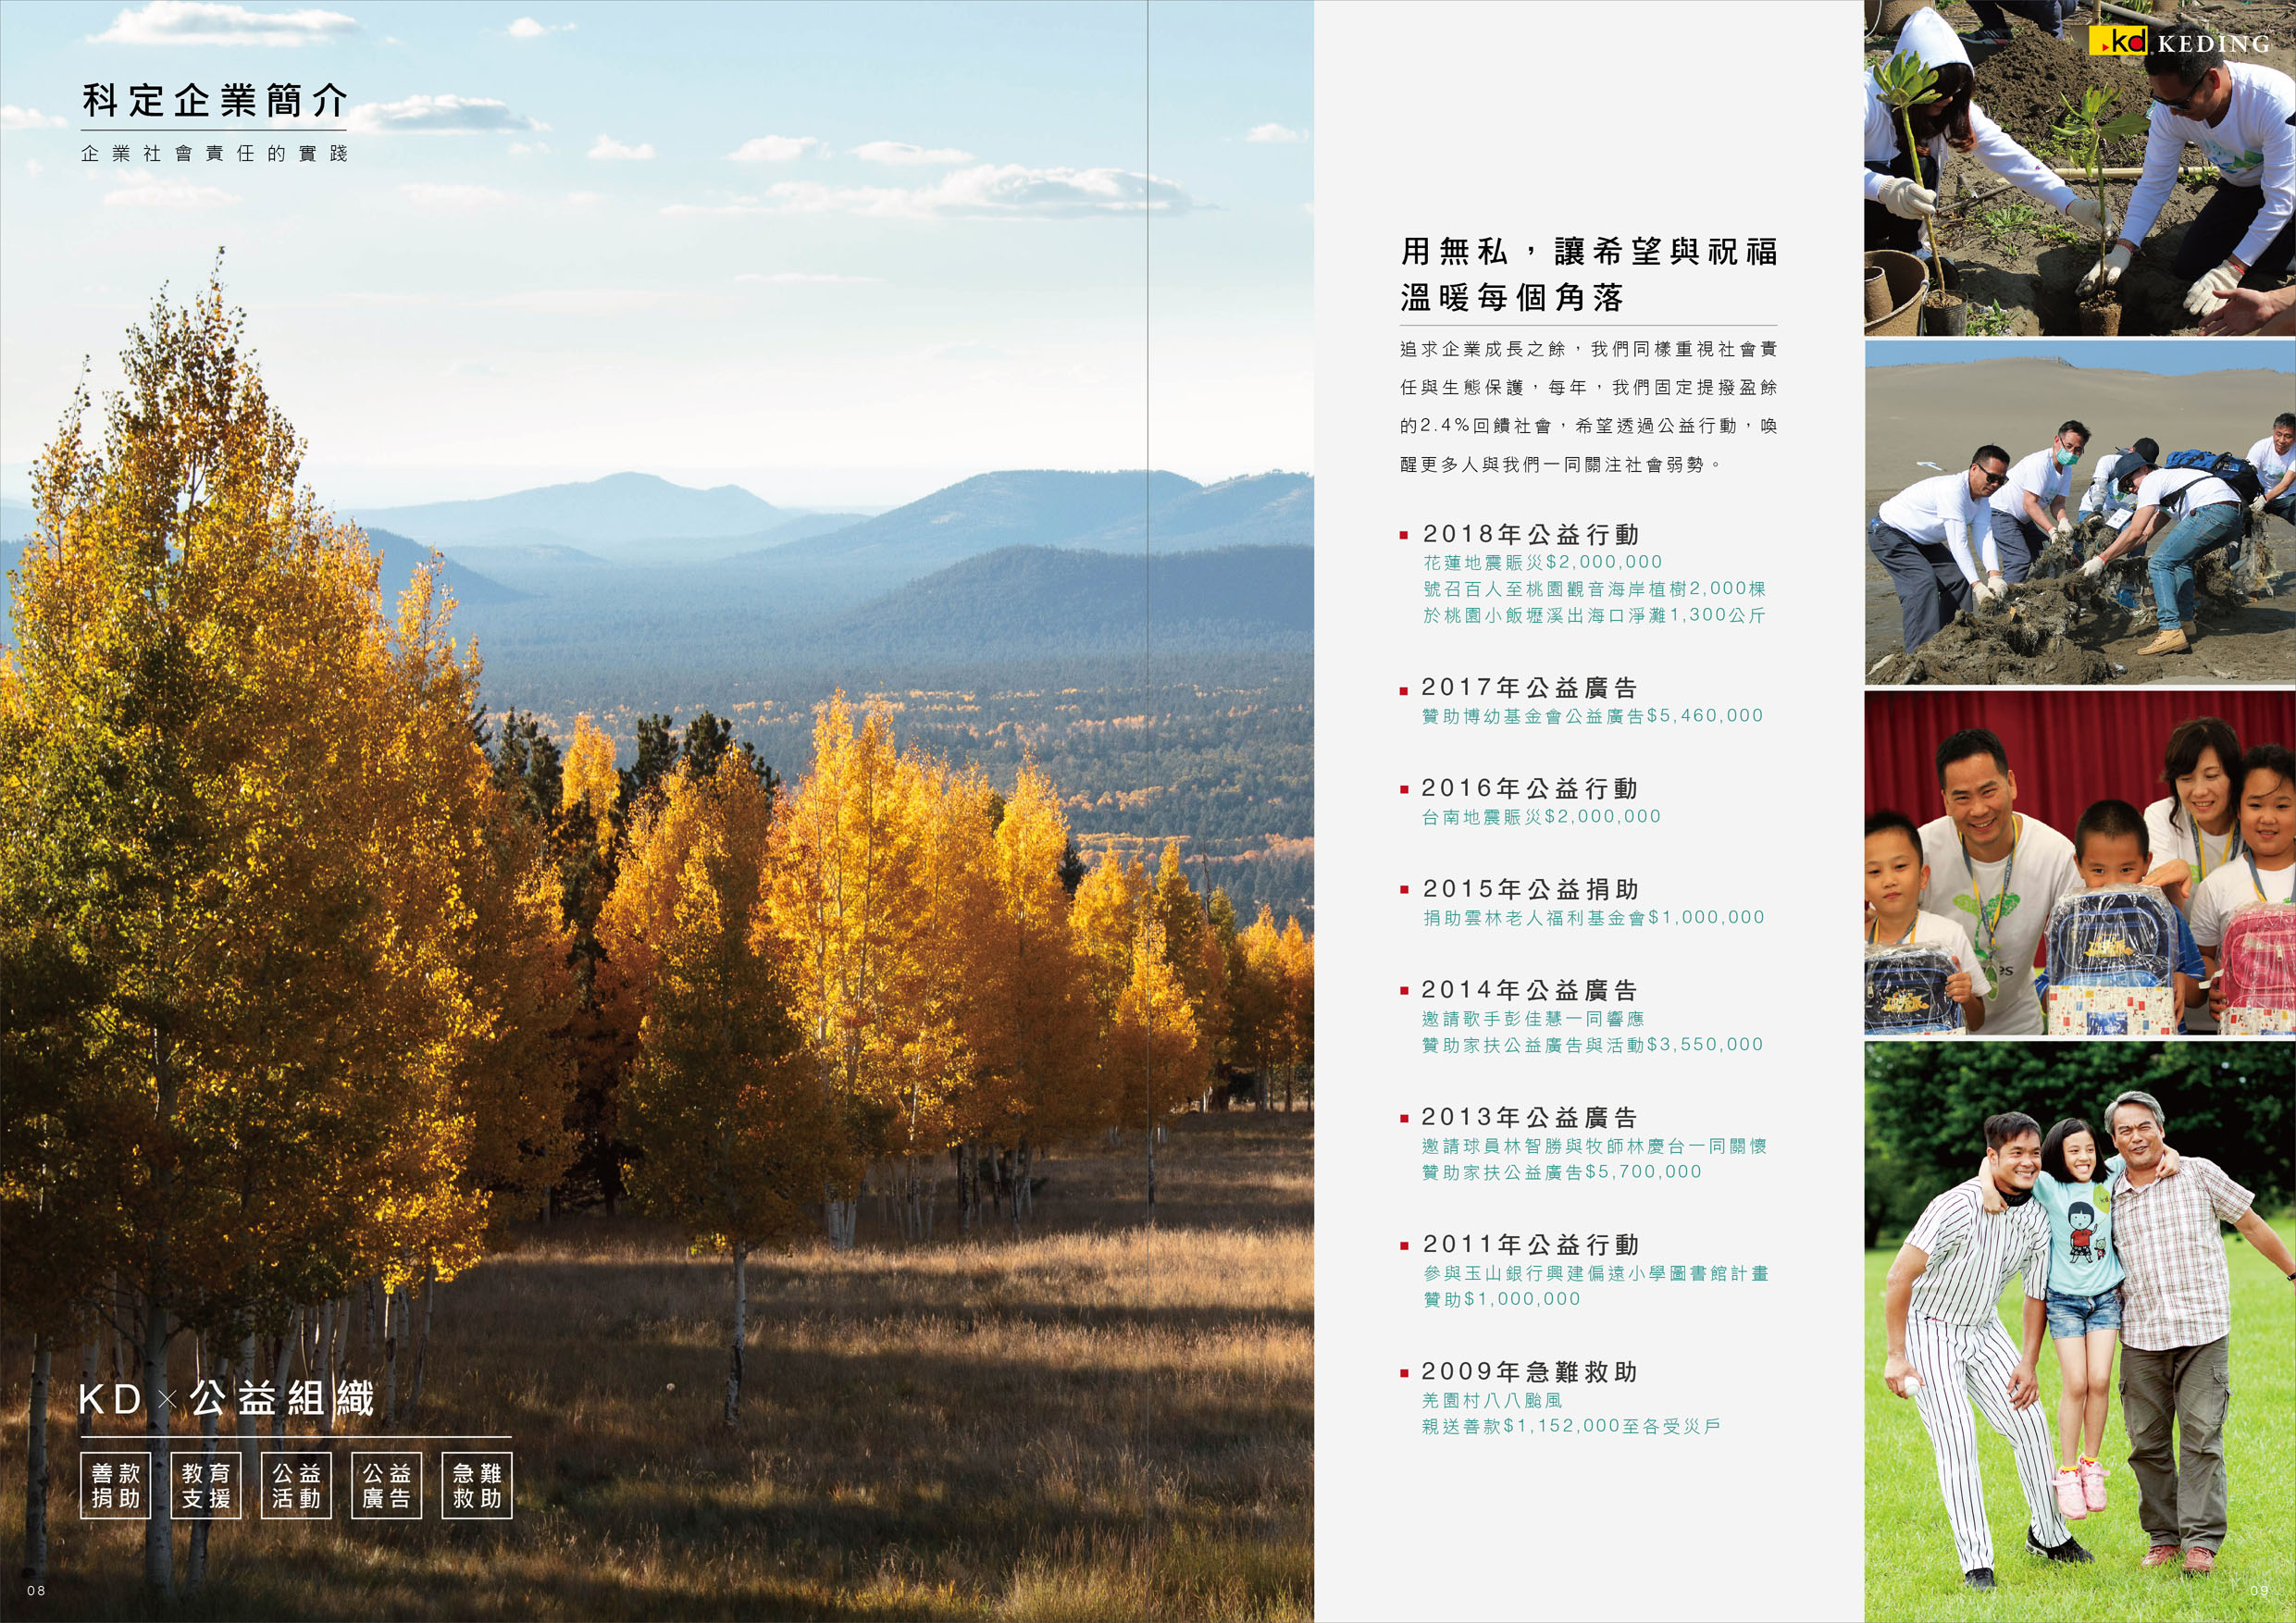 科定企業簡介
企業社會責任的實踐
KD×公益組織
善款
捐助
教育
支援
公益
活動
公益
廣告
急難
救助
08
kd KEDING
用無私，讓希望與祝福
溫暖每個角落
追求企業成長之餘，我們同樣重視社會責
任與生態保護，每年，我們固定提撥盈餘
的2.4%回饋社會，希望透過公益行動，喚
醒更多人與我們一同關注社會弱勢。
2018年公益行動
花蓮地震賑災$2,000,000
號召百人至桃園觀音海岸植樹2,000棵
於桃園小飯壢溪出海口淨灘1,300公斤
2017年公益廣告
贊助博幼基金會公益廣告$5,460,000
2016年公益行動
台南地震賑災$2,000,000
2015年公益捐助
捐助雲林老人福利基金會$1,000,000
2014年公益廣告
邀請歌手彭佳慧一同響應
贊助家扶公益廣告與活動$3,550,000
2013年公益廣告
邀請球員林智勝與牧師林慶台一同關懷
贊助家扶公益廣告$5,700,000
2011年公益行動
參與玉山銀行興建偏遠小學圖書館計畫
贊助$1,000,000
2009年急難救助
羌園村八八颱風
親送善款$1,152,000至各受災戶
09